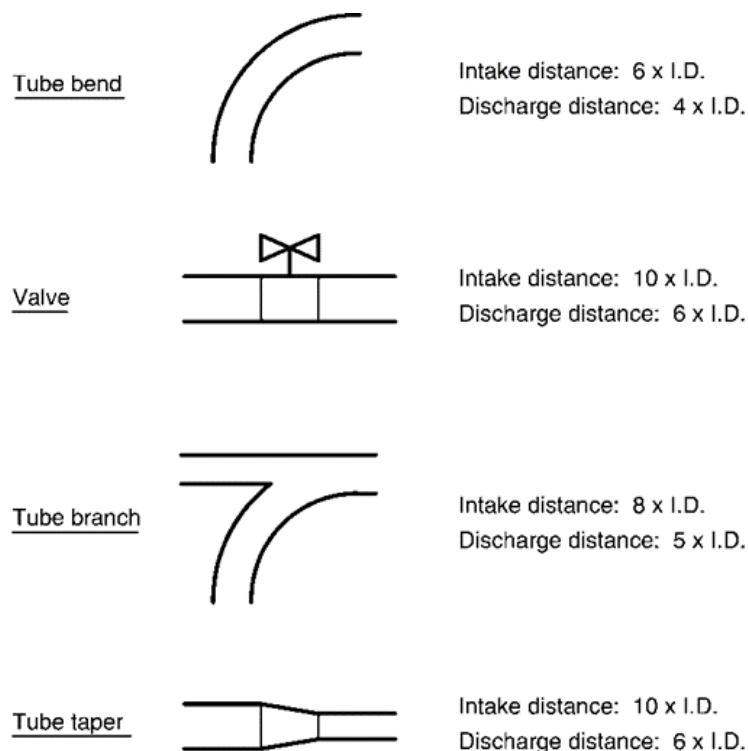 Tube bend
Intake distance: 6 x I.D.
Discharge distance: 4 x I.D.
Valve
Intake distance: 10 x I.D.
Discharge distance: 6 x I.D.
Tube branch
Intake distance: 8 x I.D.
Discharge distance: 5 x I.D.
Tube taper
Intake distance: 10 x I.D.
Discharge distance: 6 x I.D.